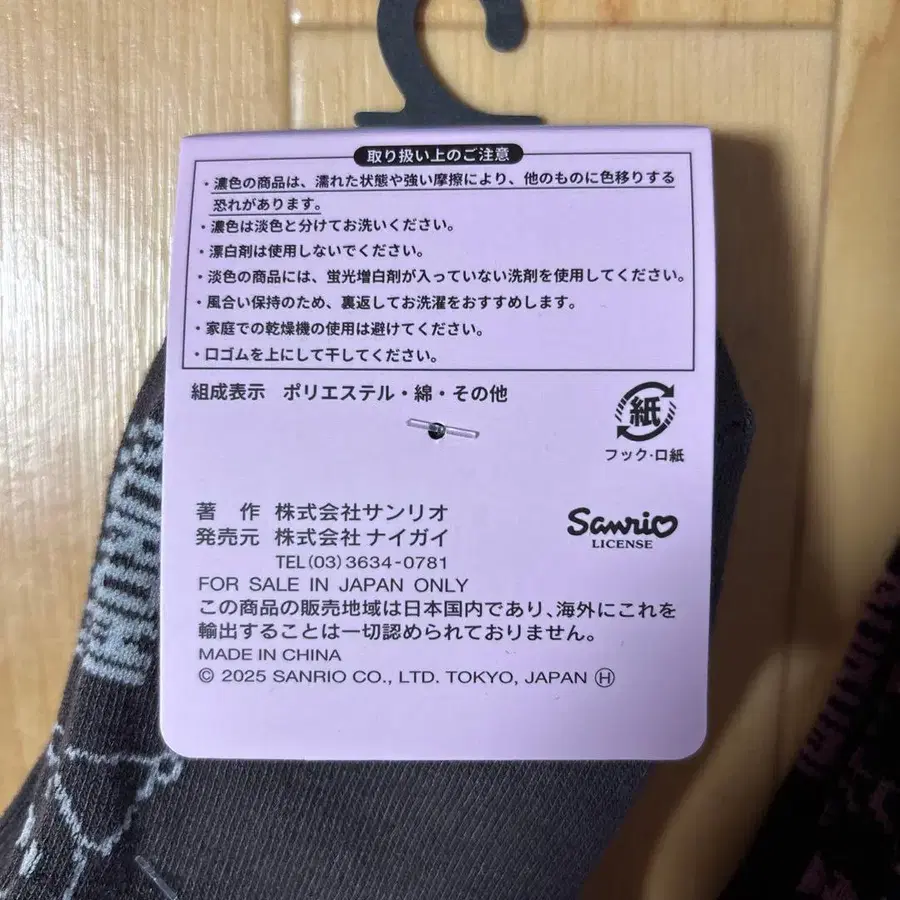 取り扱い上のご注意
・濃色の商品は、濡れた状態や強い摩擦により、他のものに色移りする
恐れがあります。
・濃色は淡色と分けてお洗いください。
・漂白剤は使用しないでください。
・淡色の商品には、蛍光増白剤が入っていない洗剤を使用してください。
・風合い保持のため、裏返してお洗濯をおすすめします。
・家庭での乾燥機の使用は避けてください。
・口ゴムを上にして干してください。
組成表示 ポリエステル・綿・その他
紙
フック・口紙
著 作 株式会社サンリオ
発売元 株式会社ナイガイ
TEL(03)3634-0781
Sanrio
LICENSE
FOR SALE IN JAPAN ONLY
この商品の販売地域は日本国内であり、海外にこれを
輸出することは一切認められておりません。
MADE IN CHINA
© 2025 SANRIO CO., LTD. TOKYO, JAPAN Ⓗ